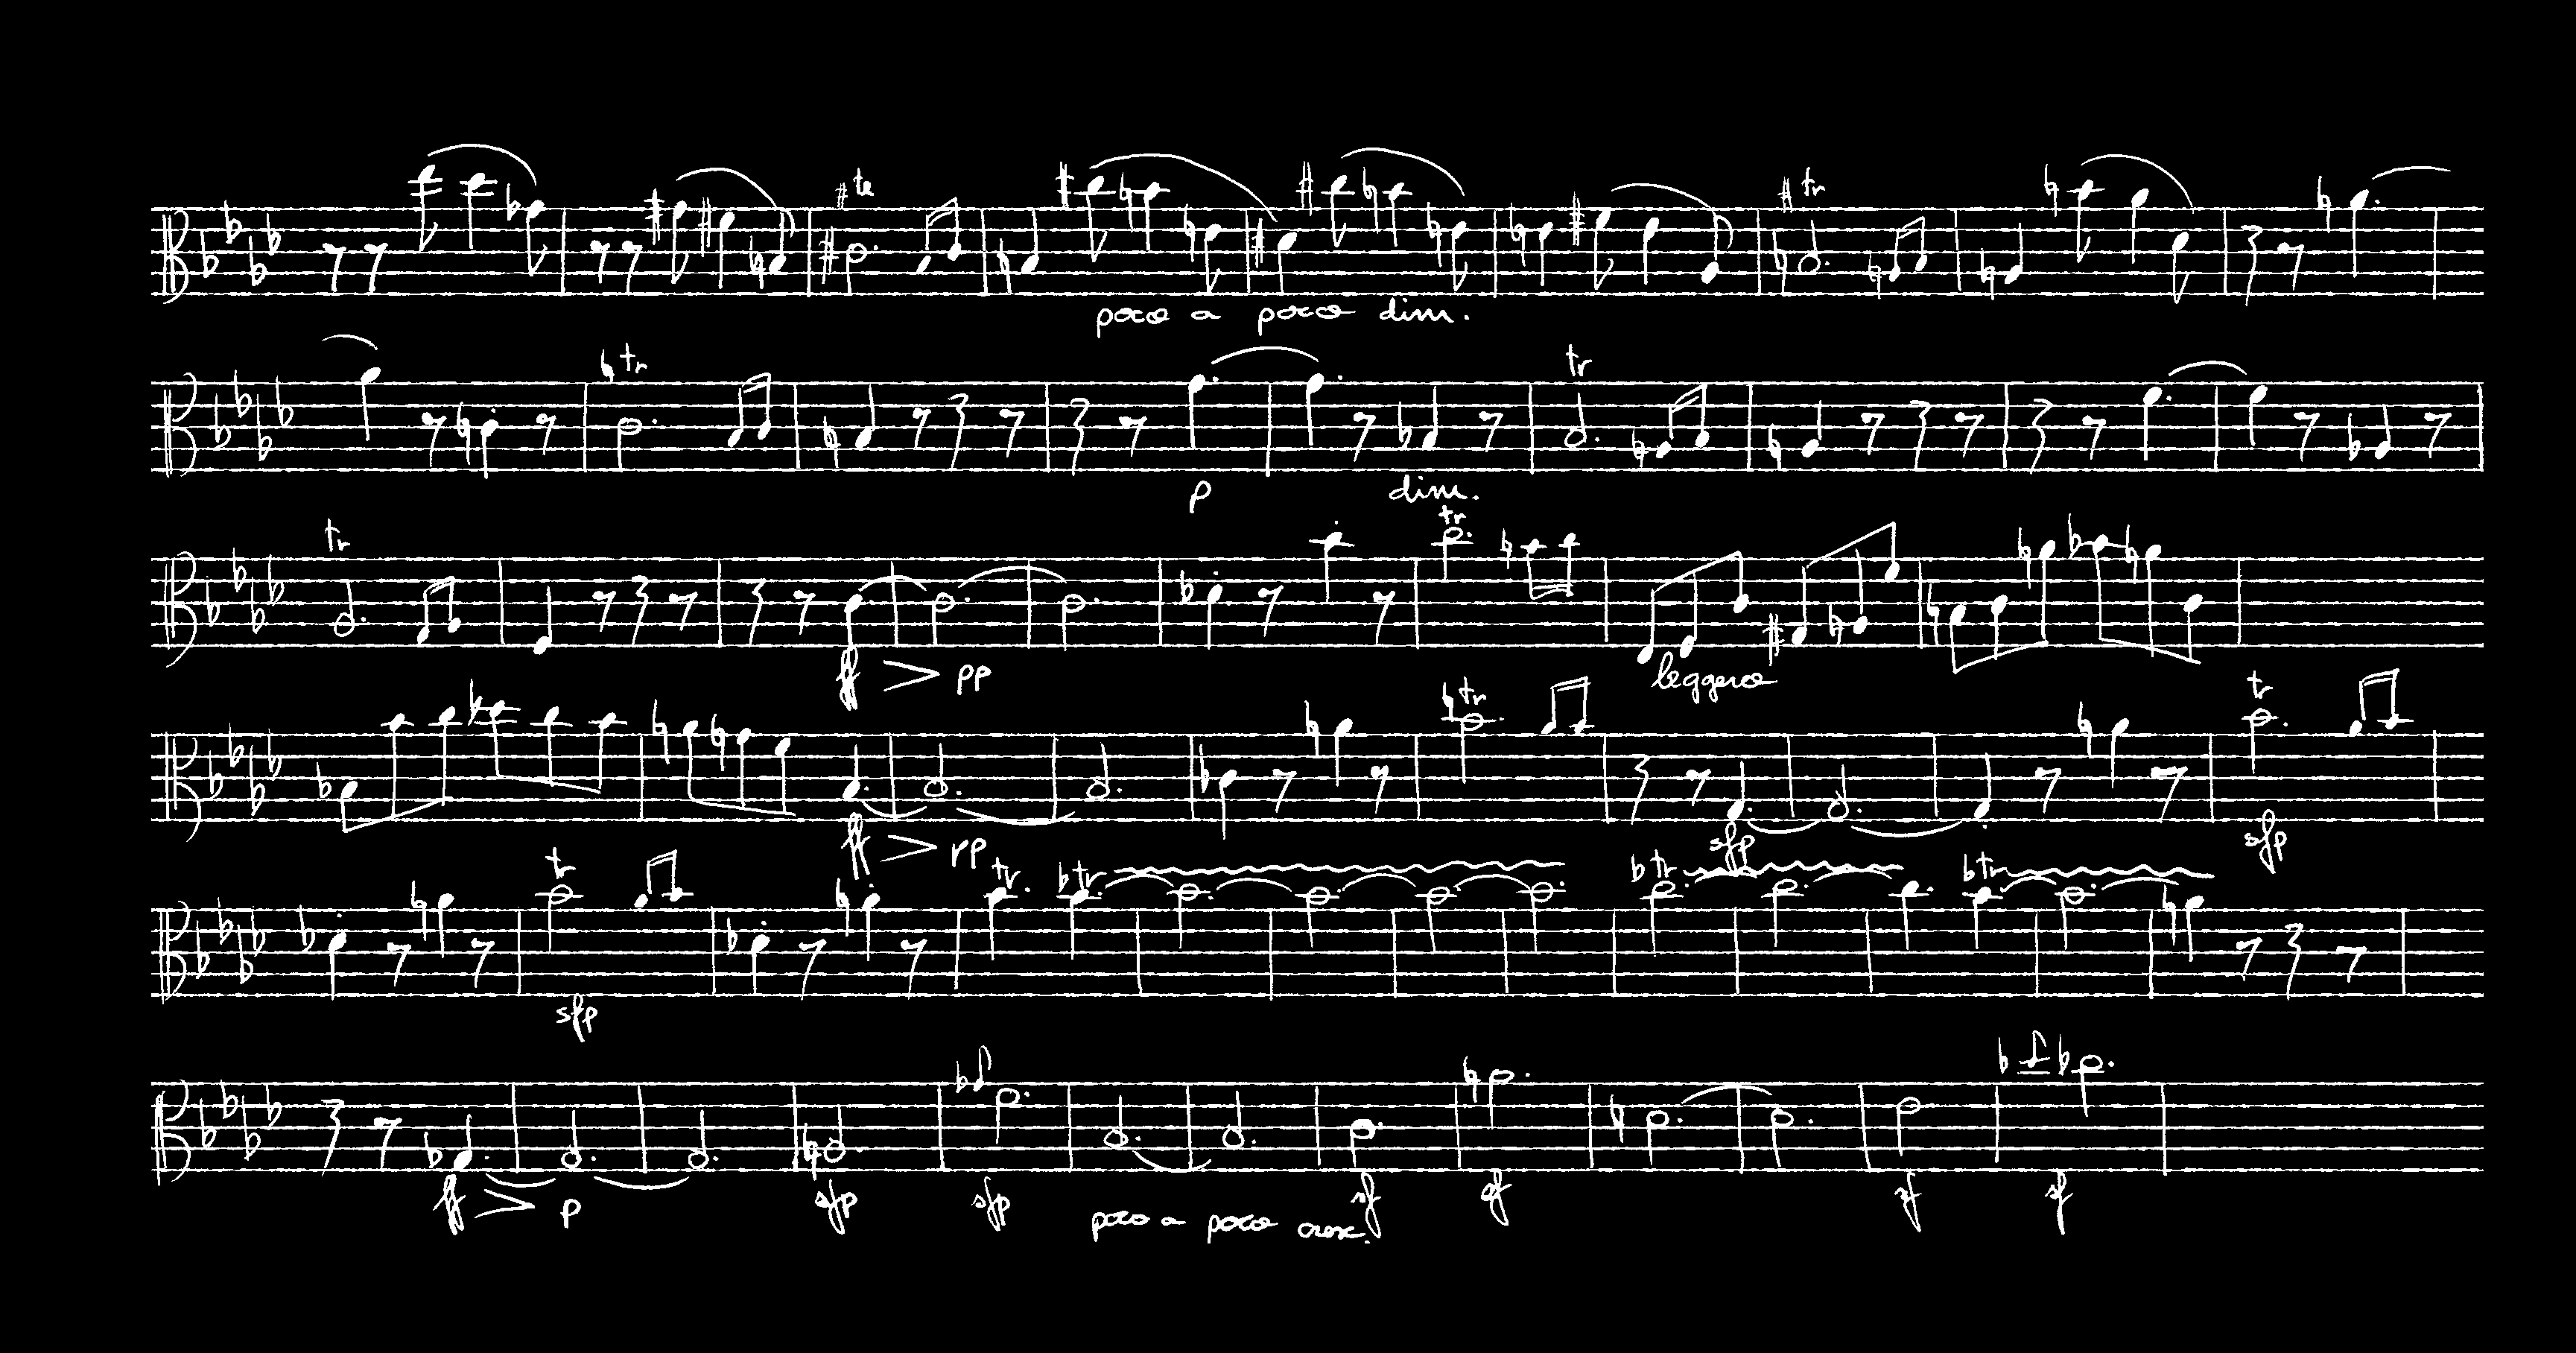 tr
poco a poco dim.
tr
tr
tr
p
dim.
tr
tr
ff
pp
leggero
tr
tr
ff
pp
sfp
sfp
tr
tr
tr
tr
tr
sfp
ff
p
sfp
sfp
poco a poco cresc.
sf
sf
sf
sf